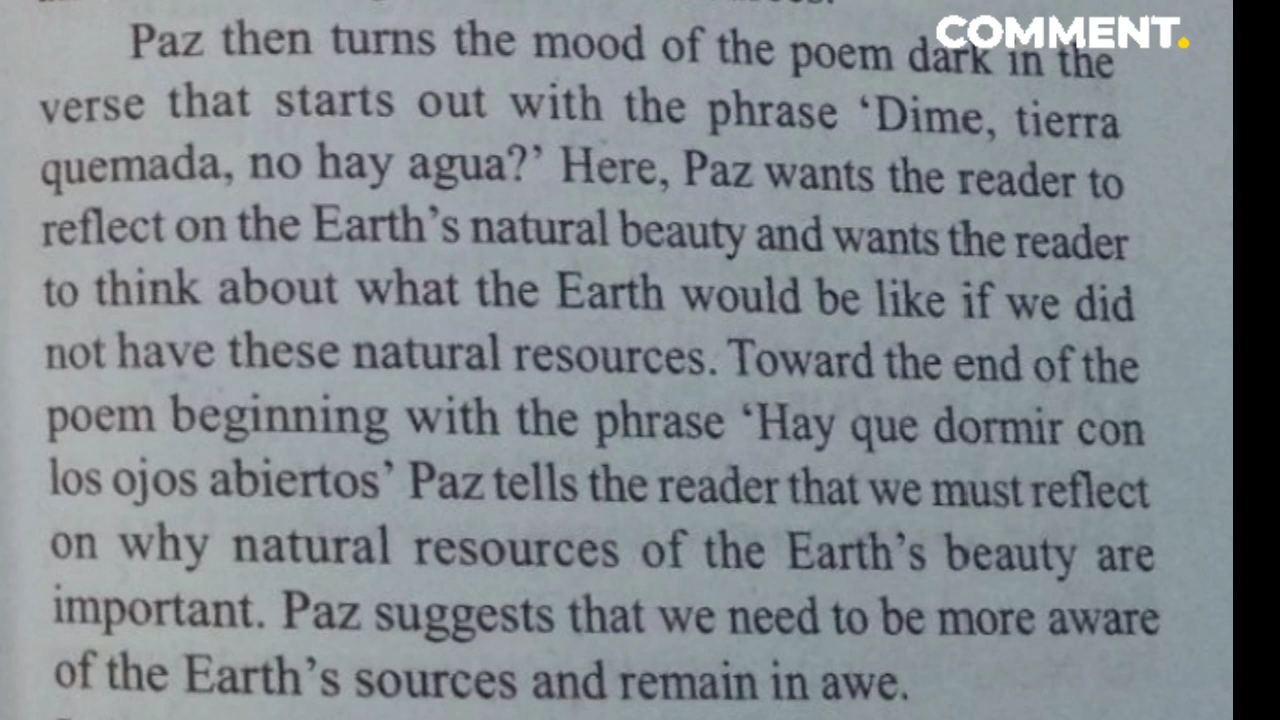 COMMENT.
Paz then turns the mood of the poem dark in the
verse that starts out with the phrase ‘Dime, tierra
quemada, no hay agua?’ Here, Paz wants the reader to
reflect on the Earth’s natural beauty and wants the reader
to think about what the Earth would be like if we did
not have these natural resources. Toward the end of the
poem beginning with the phrase ‘Hay que dormir con
los ojos abiertos’ Paz tells the reader that we must reflect
on why natural resources of the Earth’s beauty are
important. Paz suggests that we need to be more aware
of the Earth’s sources and remain in awe.